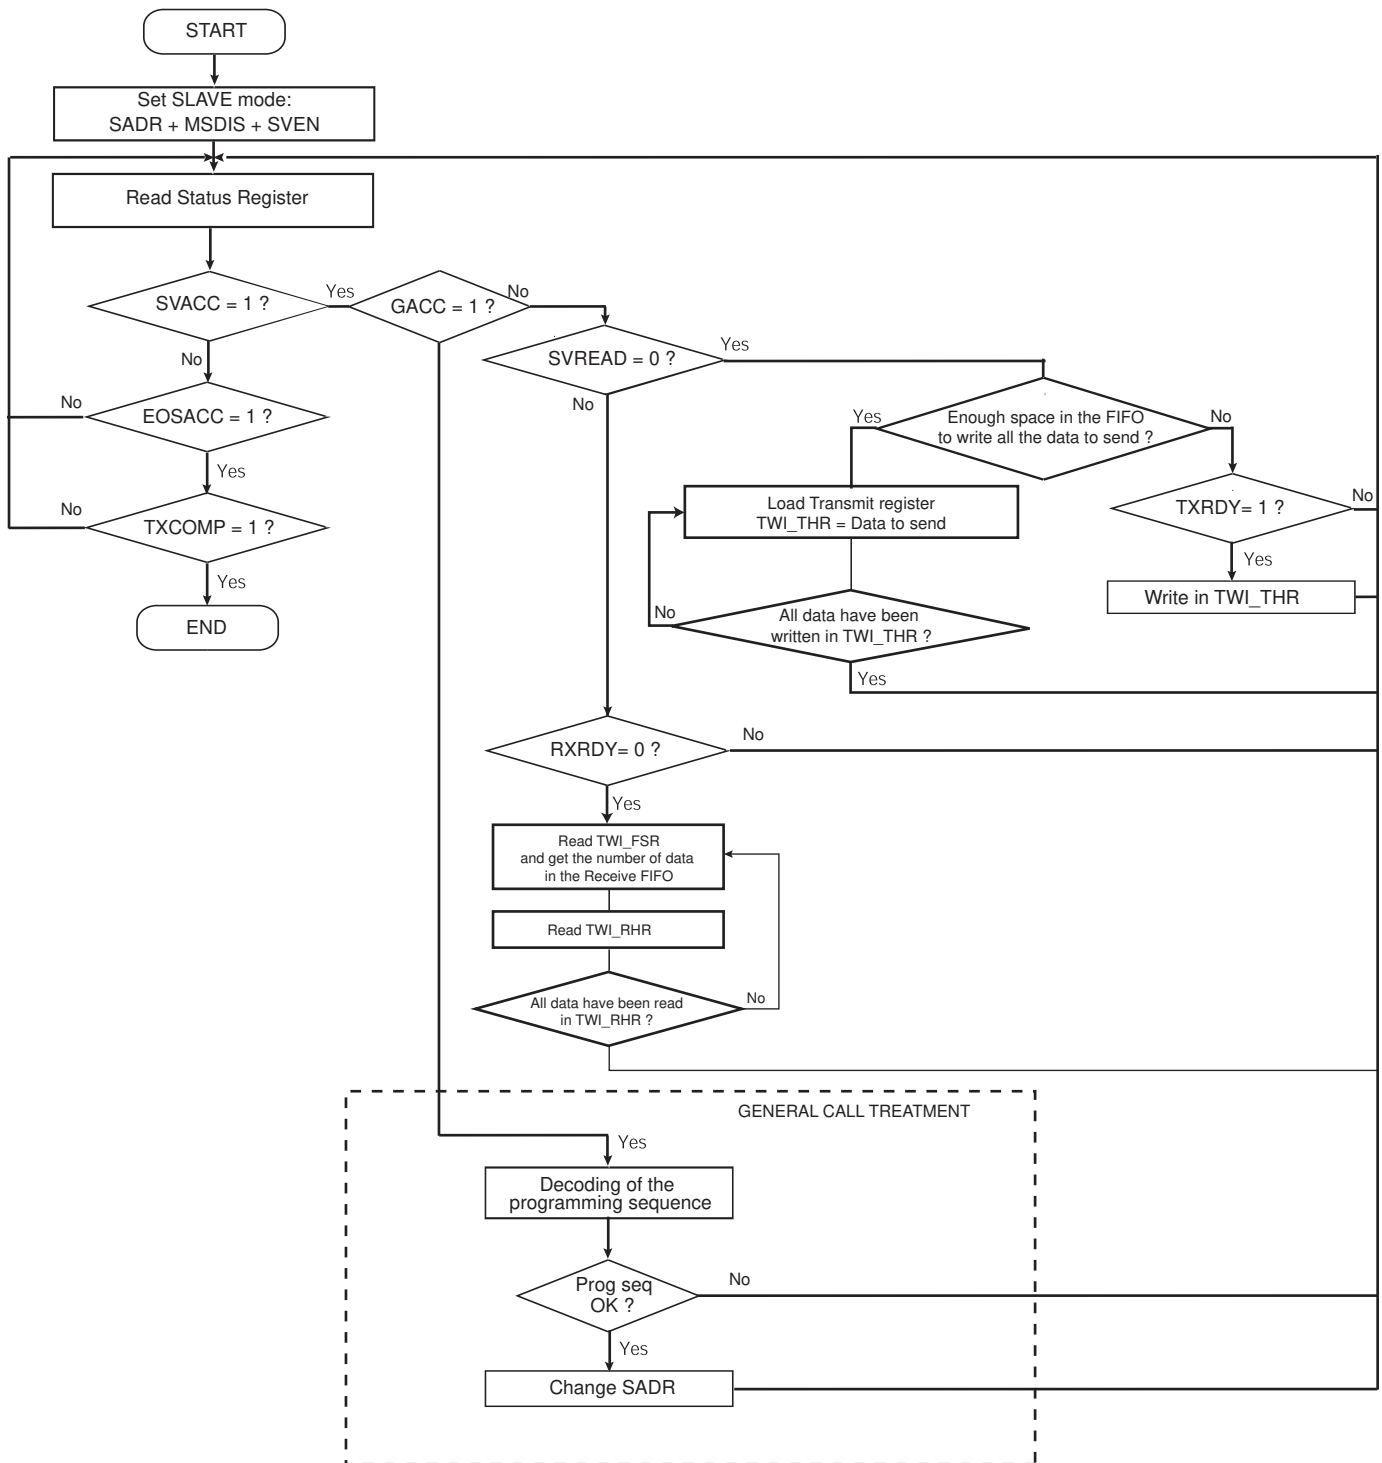 START
Set SLAVE mode:
SADR + MSDIS + SVEN
Read Status Register
SVACC = 1 ?
Yes
GACC = 1 ?
No
SVREAD = 0 ?
Yes
No
EOSACC = 1 ?
No
Yes
No
Enough space in the FIFO
to write all the data to send ?
Yes
No
TXCOMP = 1 ?
No
Yes
END
Load Transmit register
TWI_THR = Data to send
TXRDY= 1 ?
No
Yes
Write in TWI_THR
All data have been
written in TWI_THR ?
No
Yes
RXRDY= 0 ?
No
Yes
Read TWI_FSR
and get the number of data
in the Receive FIFO
Read TWI_RHR
All data have been read
in TWI_RHR ?
No
GENERAL CALL TREATMENT
Yes
Decoding of the
programming sequence
Prog seq
OK ?
No
Yes
Change SADR